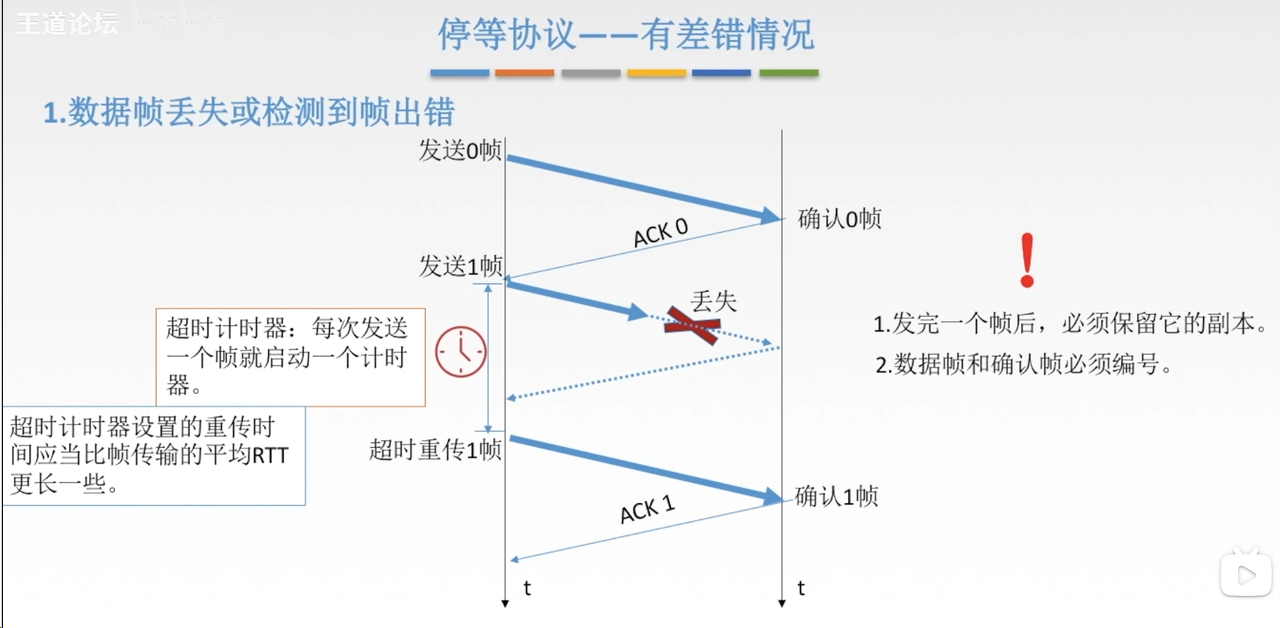 王道论坛
停等协议——有差错情况
1.数据帧丢失或检测到帧出错
发送0帧
确认0帧
ACK 0
发送1帧
丢失
超时计时器：每次发送
一个帧就启动一个计时
器。
1.发完一个帧后，必须保留它的副本。
2.数据帧和确认帧必须编号。
超时计时器设置的重传时
间应当比帧传输的平均RTT
更长一些。
超时重传1帧
确认1帧
ACK 1
t
t